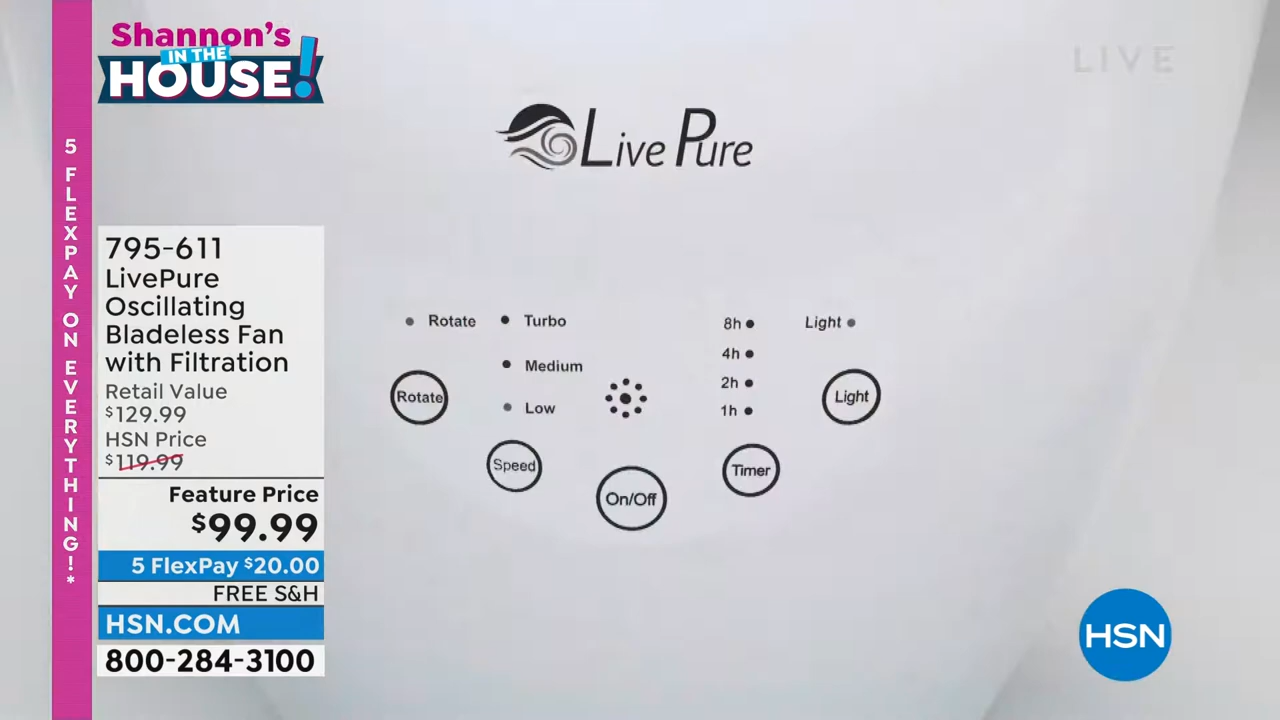 Shannon's
IN THE
HOUSE!
LIVE
5 FLEXPAY ON EVERYTHING!*
Live Pure
795-611
LivePure
Oscillating
Bladeless Fan
with Filtration
Retail Value
$129.99
HSN Price
$119.99
Feature Price
$99.99
5 FlexPay $20.00
FREE S&H
HSN.COM
800-284-3100
Rotate
Turbo
Medium
Low
8h
4h
2h
1h
Light
Rotate
Speed
On/Off
Timer
Light
HSN